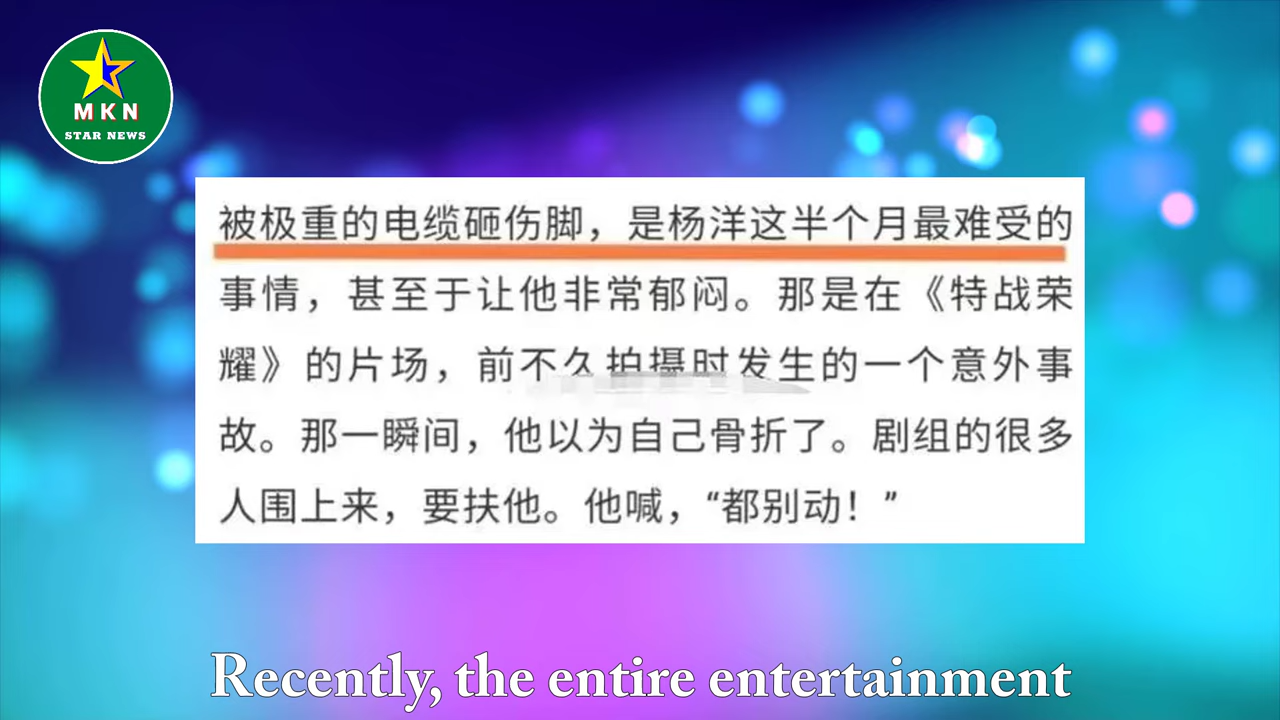 MKN
STAR NEWS
被极重的电缆砸伤脚，是杨洋这半个月最难受的
事情，甚至于让他非常郁闷。那是在《特战荣
耀》的片场，前不久拍摄时发生的一个意外事
故。那一瞬间，他以为自己骨折了。剧组的很多
人围上来，要扶他。他喊，“都别动！”
Recently, the entire entertainment